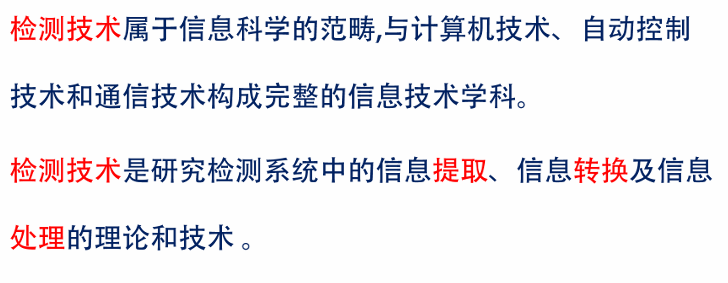 检测技术属于信息科学的范畴,与计算机技术、自动控制
技术和通信技术构成完整的信息技术学科。
检测技术是研究检测系统中的信息提取、信息转换及信息
处理的理论和技术 。